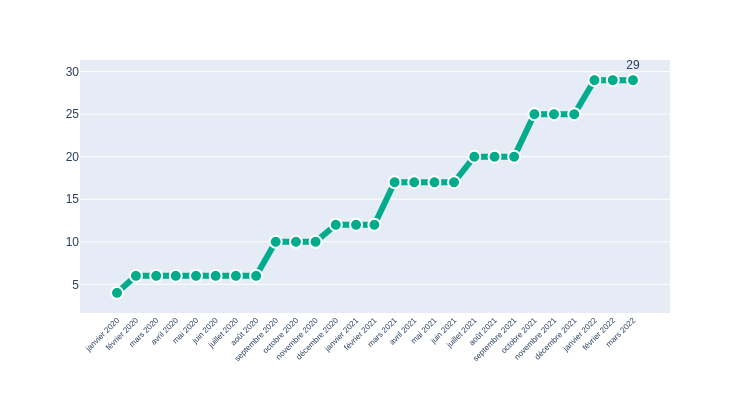 29
30
25
20
15
10
5
janvier 2020
février 2020
mars 2020
avril 2020
mai 2020
juin 2020
juillet 2020
août 2020
septembre 2020
octobre 2020
novembre 2020
décembre 2020
janvier 2021
février 2021
mars 2021
avril 2021
mai 2021
juin 2021
juillet 2021
août 2021
septembre 2021
octobre 2021
novembre 2021
décembre 2021
janvier 2022
février 2022
mars 2022